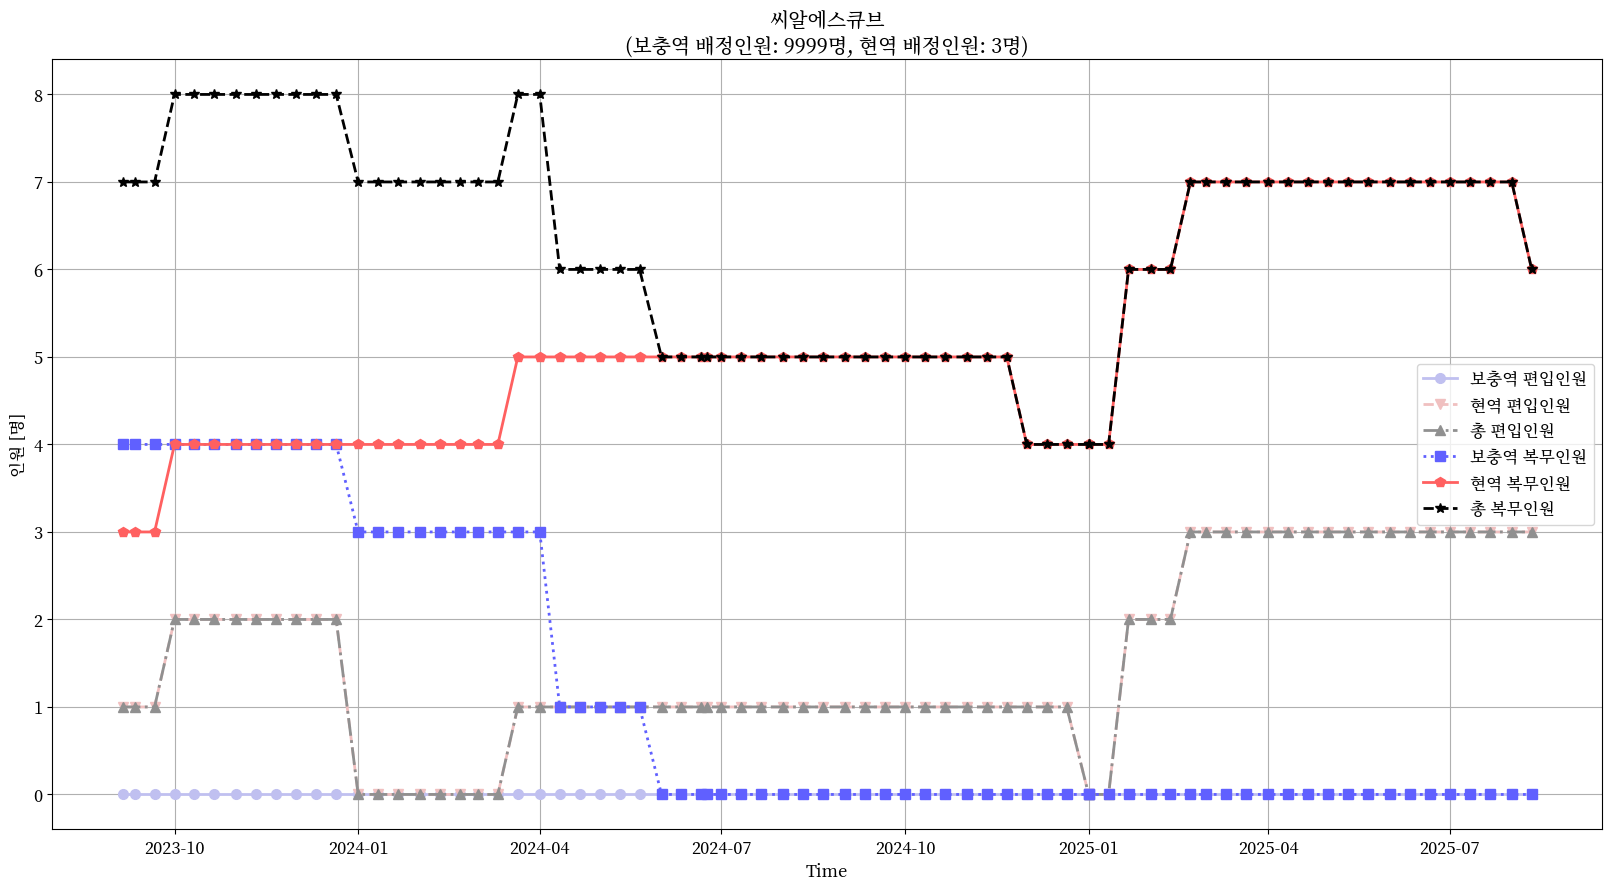 씨알에스큐브
(보충역 배정인원: 9999명, 현역 배정인원: 3명)
인원 [명]
8
7
6
5
4
3
2
1
0
보충역 편입인원
현역 편입인원
총 편입인원
보충역 복무인원
현역 복무인원
총 복무인원
2023-10
2024-01
2024-04
2024-07
2024-10
2025-01
2025-04
2025-07
Time